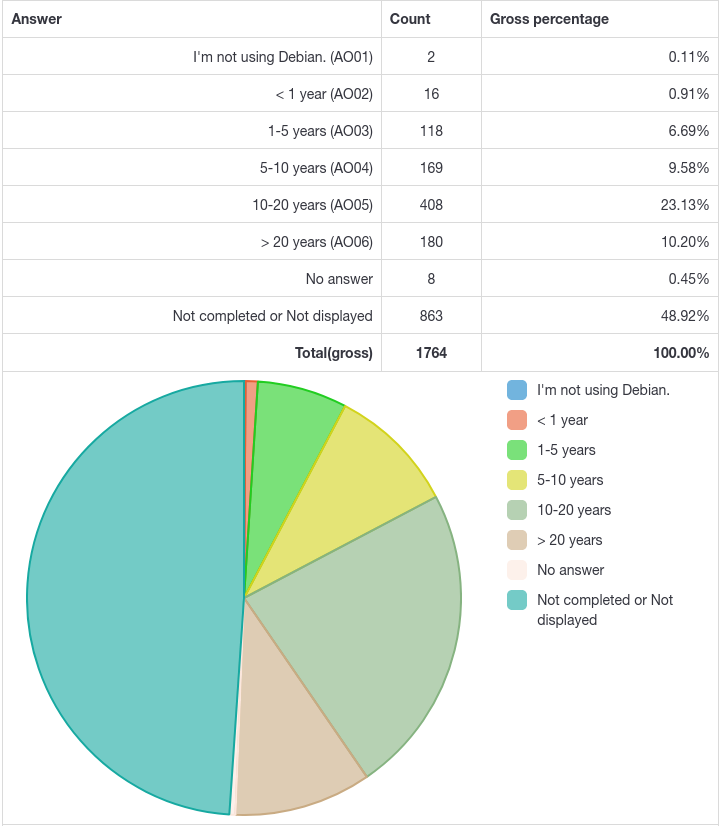 Answer Count Gross percentage
I'm not using Debian. (AO01) 2 0.11%
< 1 year (AO02) 16 0.91%
1-5 years (AO03) 118 6.69%
5-10 years (AO04) 169 9.58%
10-20 years (AO05) 408 23.13%
> 20 years (AO06) 180 10.20%
No answer 8 0.45%
Not completed or Not displayed 863 48.92%
Total(gross) 1764 100.00%
I'm not using Debian.
< 1 year
1-5 years
5-10 years
10-20 years
> 20 years
No answer
Not completed or Not
displayed